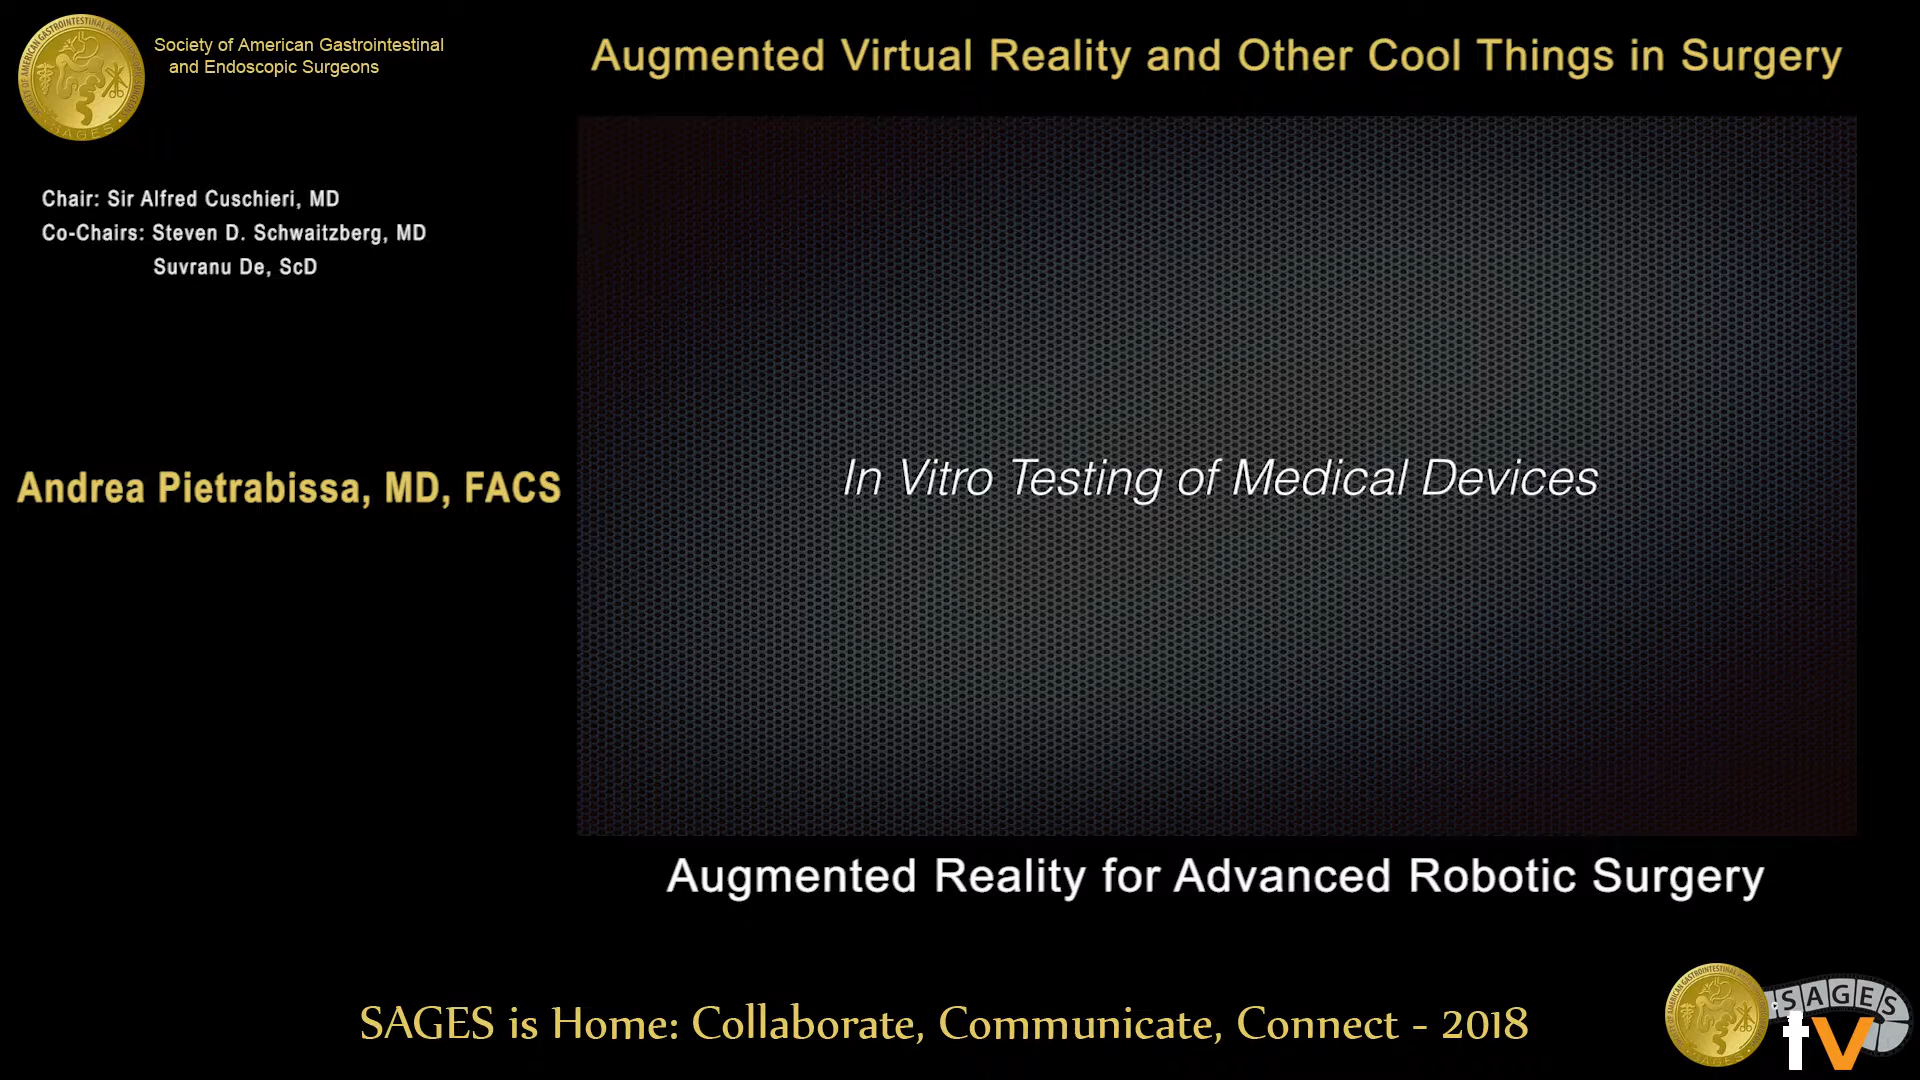 Society of American Gastrointestinal
and Endoscopic Surgeons
Augmented Virtual Reality and Other Cool Things in Surgery
Chair: Sir Alfred Cuschieri, MD
Co-Chairs: Steven D. Schwaitzberg, MD
Suvranu De, ScD
Andrea Pietrabissa, MD, FACS
In Vitro Testing of Medical Devices
Augmented Reality for Advanced Robotic Surgery
SAGES is Home: Collaborate, Communicate, Connect - 2018
SAGES
SAGES
tv